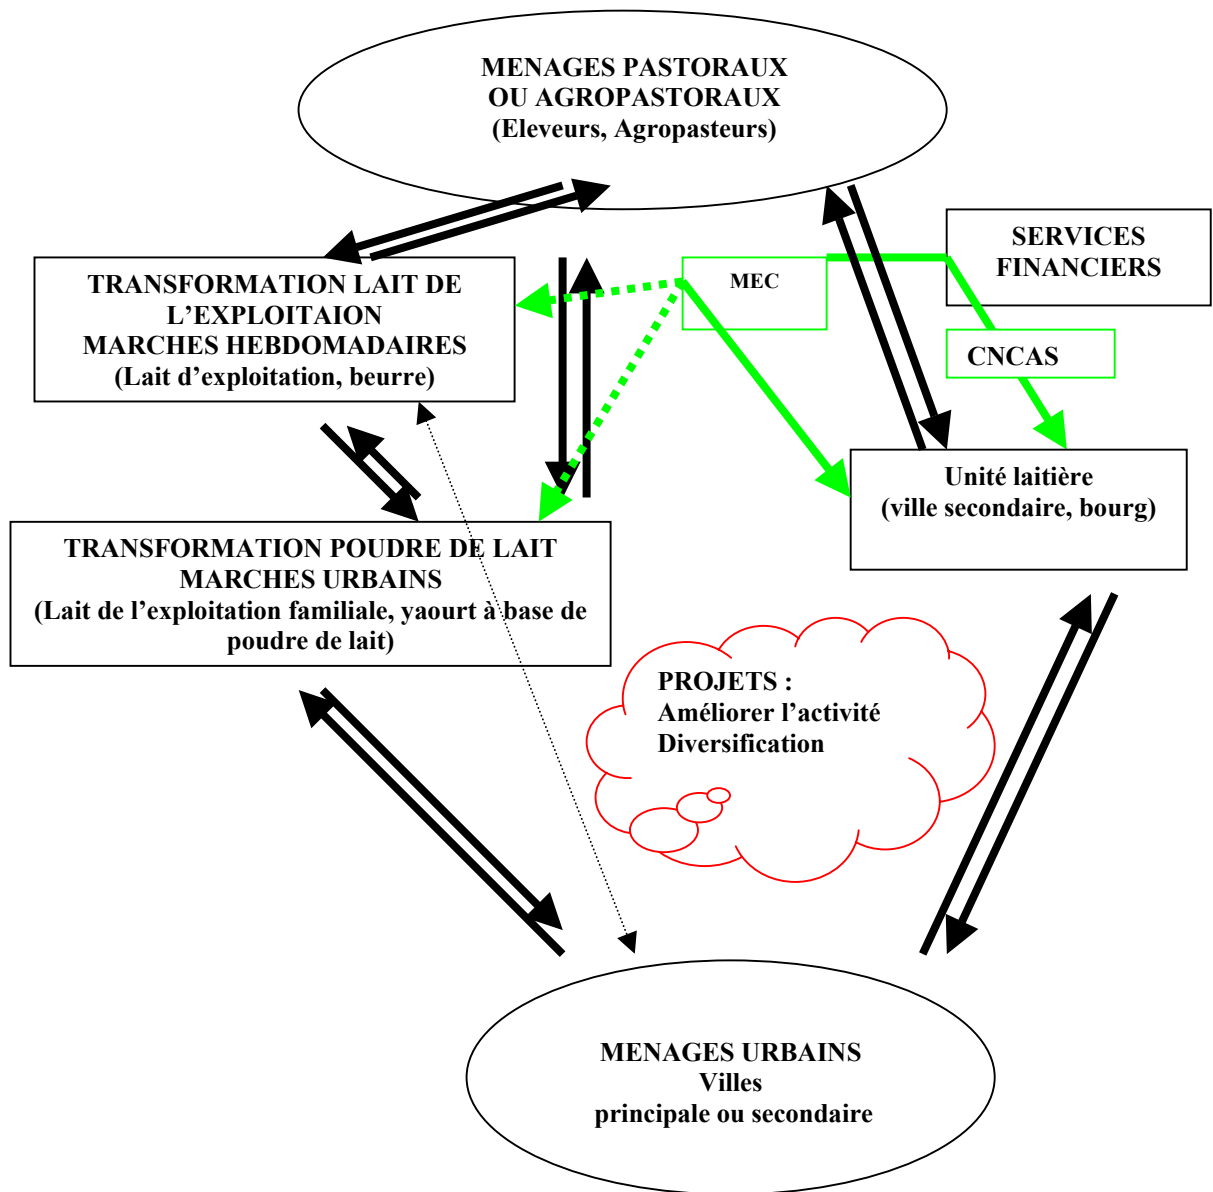 MENAGES PASTORAUX
OU AGROPASTORAUX
(Eleveurs, Agropasteurs)
SERVICES
FINANCIERS
TRANSFORMATION LAIT DE
L’EXPLOITAION
MARCHES HEBDOMADAIRES
(Lait d’exploitation, beurre)
MEC
CNCAS
Unité laitière
(ville secondaire, bourg)
TRANSFORMATION POUDRE DE LAIT
MARCHES URBAINS
(Lait de l’exploitation familiale, yaourt à base de
poudre de lait)
PROJETS :
Améliorer l’activité
Diversification
MENAGES URBAINS
Villes
principale ou secondaire